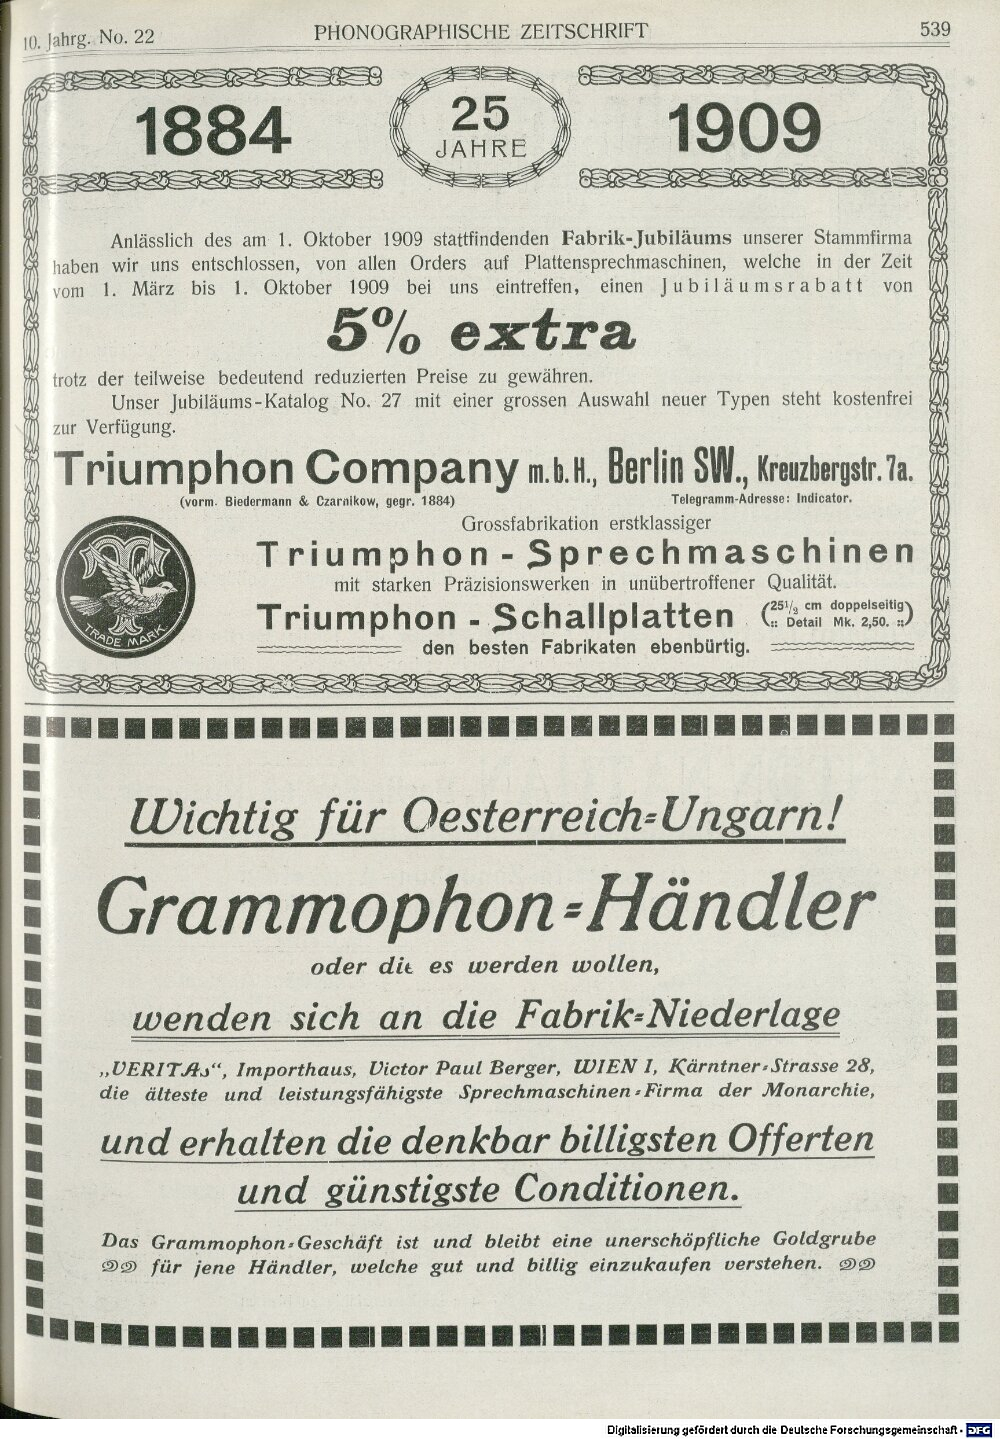 10. Jahrg. No. 22 PHONOGRAPHISCHE ZEITSCHRIFT 539
1884 25 JAHRE 1909
Anlässlich des am 1. Oktober 1909 stattfindenden Fabrik-Jubiläums unserer Stammfirma
haben wir uns entschlossen, von allen Orders auf Plattensprechmaschinen, welche in der Zeit
vom 1. März bis 1. Oktober 1909 bei uns eintreffen, einen Jubiläumsrabatt von
5% extra
trotz der teilweise bedeutend reduzierten Preise zu gewähren.
Unser Jubiläums-Katalog No. 27 mit einer grossen Auswahl neuer Typen steht kostenfrei
zur Verfügung.
Triumphon Company m. b. H., Berlin SW., Kreuzbergstr. 7a.
(vorm. Biedermann & Czarnikow, gegr. 1884) Telegramm-Adresse: Indicator.
Grossfabrikation erstklassiger
Triumphon - Sprechmaschinen
mit starken Präzisionswerken in unübertroffener Qualität.
Triumphon - Schallplatten (25½ cm doppelseitig
:: Detail Mk. 2,50. ::)
den besten Fabrikaten ebenbürtig.
TRADE MARK
Wichtig für Oesterreich=Ungarn!
Grammophon=Händler
oder die es werden wollen,
wenden sich an die Fabrik=Niederlage
„VERITAS“, Importhaus, Victor Paul Berger, WIEN I, Kärntner=Strasse 28,
die älteste und leistungsfähigste Sprechmaschinen=Firma der Monarchie,
und erhalten die denkbar billigsten Offerten
und günstigste Conditionen.
Das Grammophon=Geschäft ist und bleibt eine unerschöpfliche Goldgrube
für jene Händler, welche gut und billig einzukaufen verstehen.
Digitalisierung gefördert durch die Deutsche Forschungsgemeinschaft - DFG